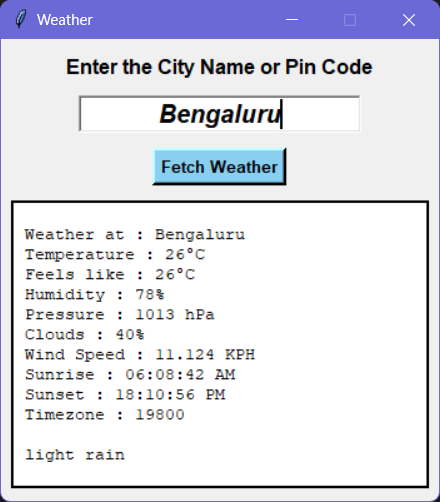 Weather
Enter the City Name or Pin Code
Bengaluru
Fetch Weather
Weather at : Bengaluru
Temperature : 26°C
Feels like : 26°C
Humidity : 78%
Pressure : 1013 hPa
Clouds : 40%
Wind Speed : 11.124 KPH
Sunrise : 06:08:42 AM
Sunset : 18:10:56 PM
Timezone : 19800
light rain